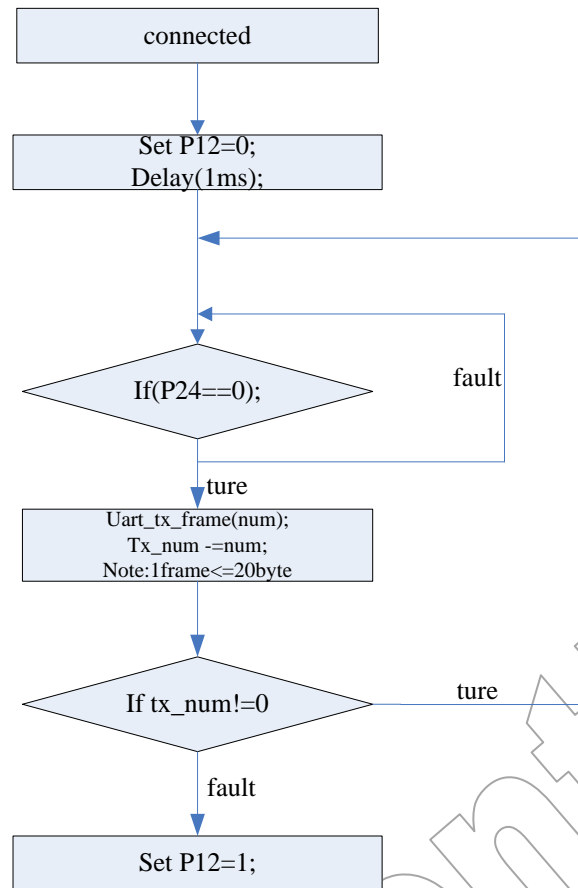 connected
Set P12=0;
Delay(1ms);
If(P24==0);
fault
ture
Uart_tx_frame(num);
Tx_num -=num;
Note:1frame<=20byte
If tx_num!=0
ture
fault
Set P12=1;